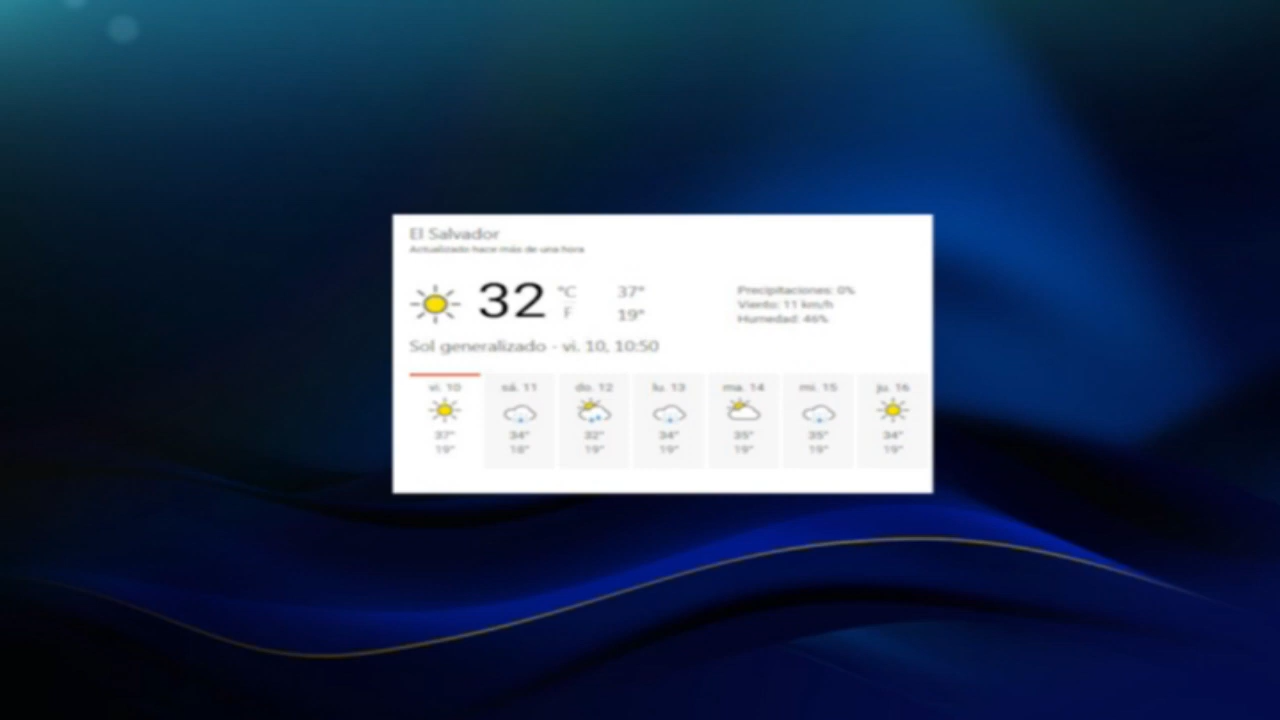 El Salvador
Actualizado hace más de una hora
32 °C F 37° 19°
Precipitaciones: 0%
Viento: 11 km/h
Humedad: 46%
Sol generalizado - vi. 10, 10:50
vi. 10 sá. 11 do. 12 lu. 13 ma. 14 mi. 15 ju. 16
37° 34° 32° 34° 35° 35° 34°
19° 18° 19° 19° 19° 19° 19°